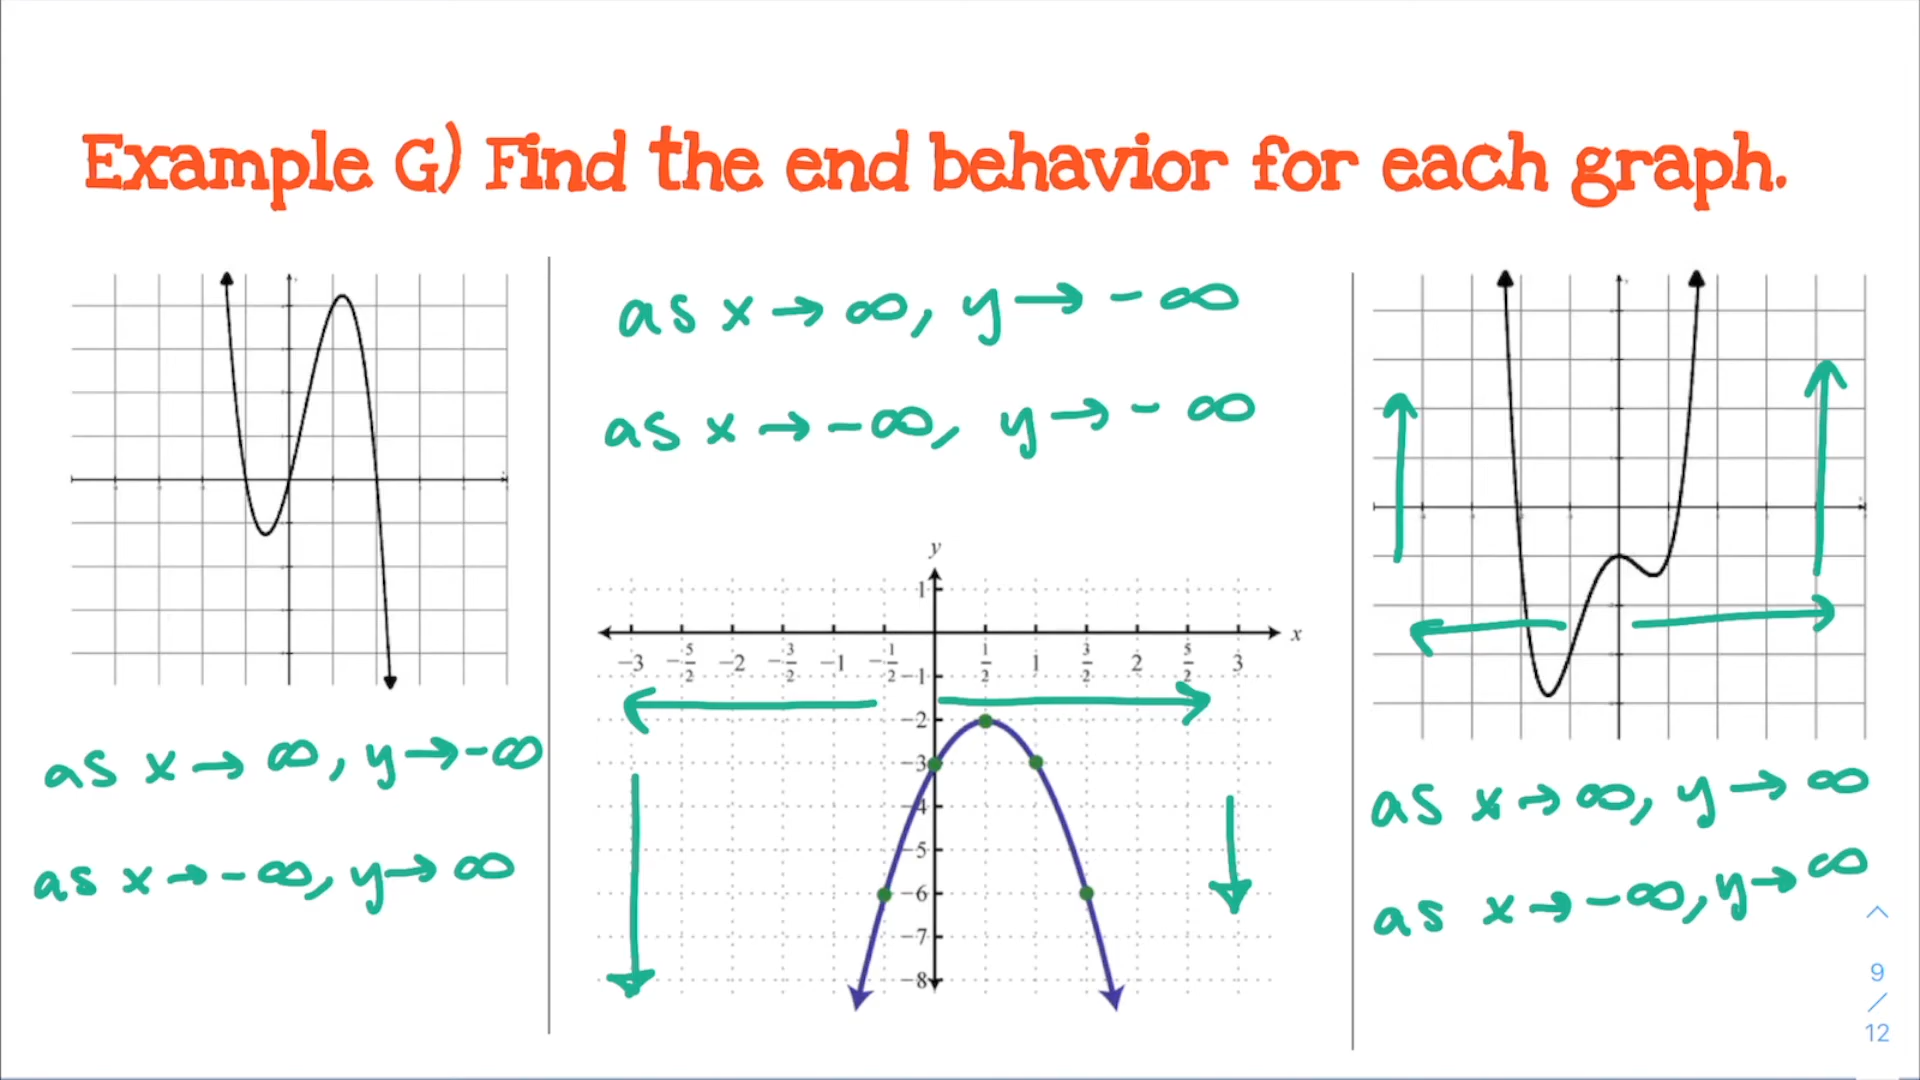 Example G) Find the end behavior for each graph.
as x → ∞, y → -∞
as x → -∞, y → ∞
as x → ∞, y → - ∞
as x → -∞, y → - ∞
y
1
x
−3 −5/2 −2 −3/2 −1 −1/2 1/2 1 3/2 2 5/2 3
−1
−2
−3
−4
−5
−6
−7
−8
as x → ∞, y → ∞
as x → -∞, y → ∞
9
/
12